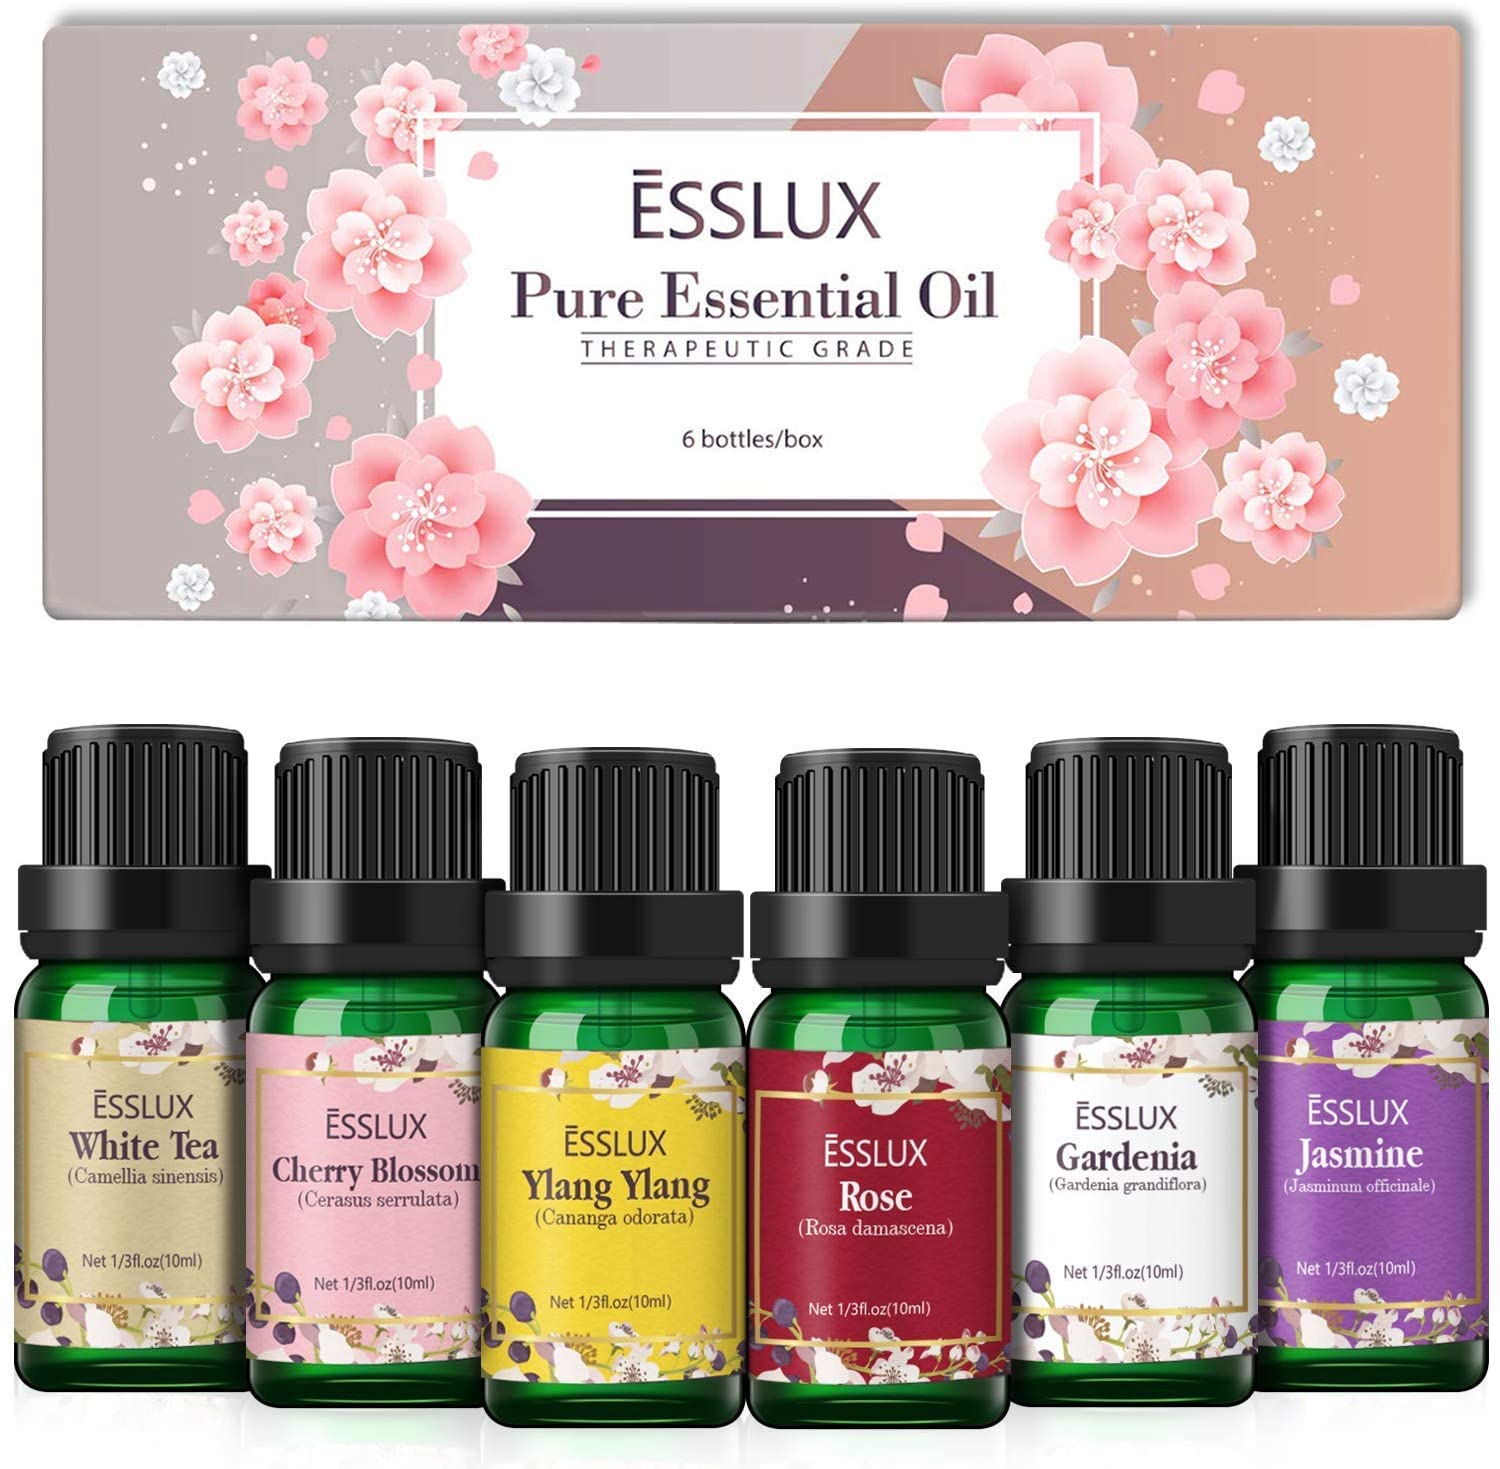 ĒSSLUX
Pure Essential Oil
THERAPEUTIC GRADE
6 bottles/box
ĒSSLUX
White Tea
(Camellia sinensis)
Net 1/3fl.oz(10ml)
ĒSSLUX
Cherry Blossom
(Cerasus serrulata)
Net 1/3fl.oz(10ml)
ĒSSLUX
Ylang Ylang
(Cananga odorata)
Net 1/3fl.oz(10ml)
ĒSSLUX
Rose
(Rosa damascena)
Net 1/3fl.oz(10ml)
ĒSSLUX
Gardenia
(Gardenia grandiflora)
Net 1/3fl.oz(10ml)
ĒSSLUX
Jasmine
(Jasminum officinale)
Net 1/3fl.oz(10ml)